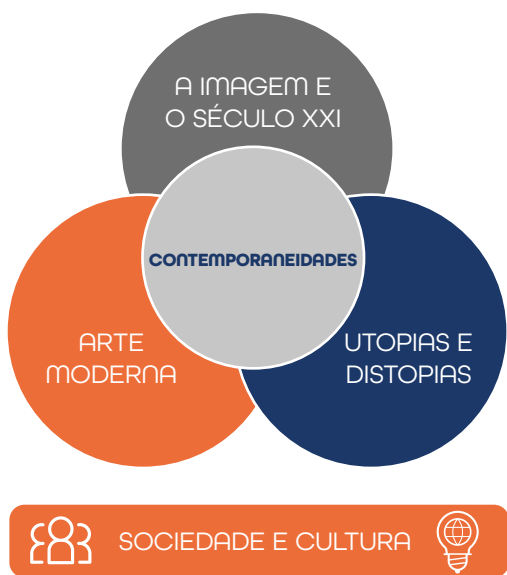 A IMAGEM E
O SÉCULO XXI
CONTEMPORANEIDADES
ARTE
MODERNA
UTOPIAS E
DISTOPIAS
SOCIEDADE E CULTURA